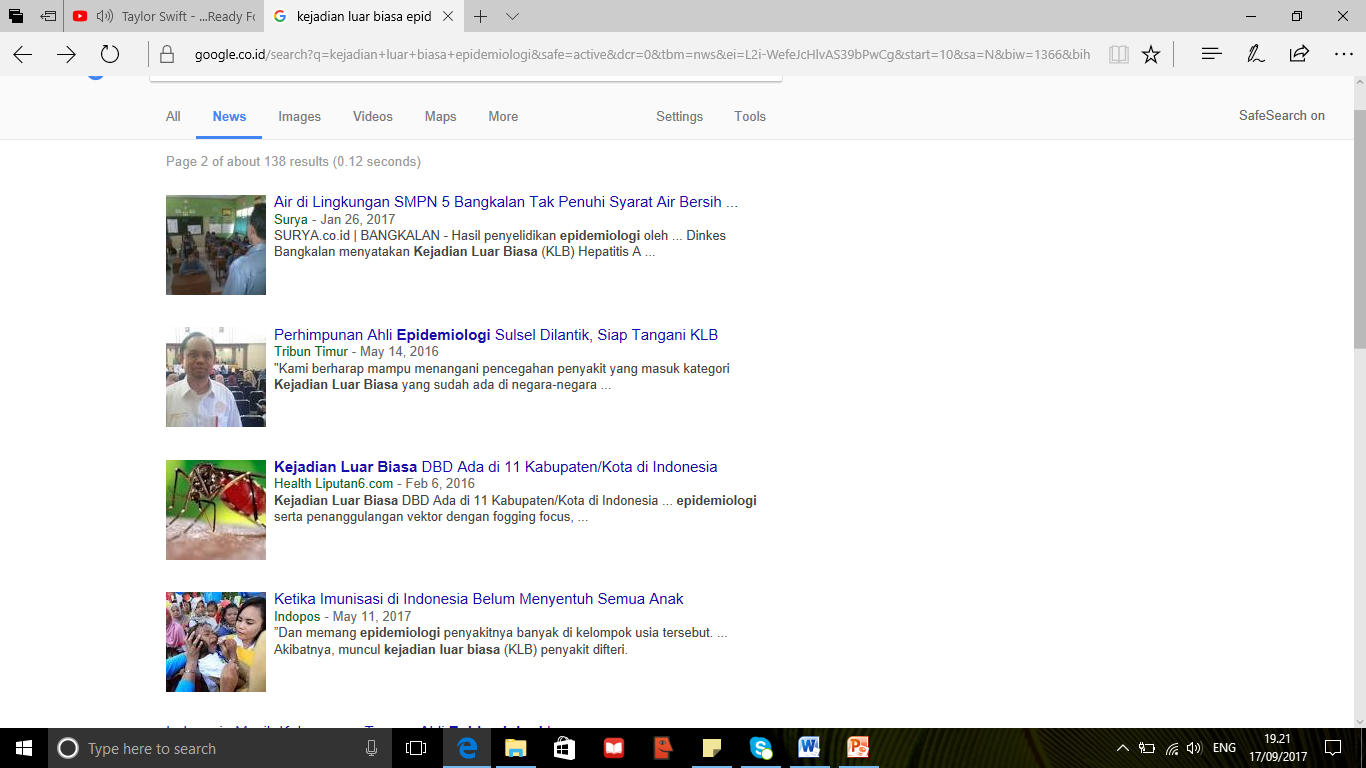 Taylor Swift - ...Ready Fo
kejadian luar biasa epid
google.co.id/search?q=kejadian+luar+biasa+epidemiologi&safe=active&dcr=0&tbm=nws&ei=L2i-WefeJcHlvAS39bPwCg&start=10&sa=N&biw=1366&bih
All News Images Videos Maps More Settings Tools SafeSearch on
Page 2 of about 138 results (0.12 seconds)
Air di Lingkungan SMPN 5 Bangkalan Tak Penuhi Syarat Air Bersih ...
Surya - Jan 26, 2017
SURYA.co.id | BANGKALAN - Hasil penyelidikan epidemiologi oleh ... Dinkes
Bangkalan menyatakan Kejadian Luar Biasa (KLB) Hepatitis A ...
Perhimpunan Ahli Epidemiologi Sulsel Dilantik, Siap Tangani KLB
Tribun Timur - May 14, 2016
"Kami berharap mampu menangani pencegahan penyakit yang masuk kategori
Kejadian Luar Biasa yang sudah ada di negara-negara ...
Kejadian Luar Biasa DBD Ada di 11 Kabupaten/Kota di Indonesia
Health Liputan6.com - Feb 6, 2016
Kejadian Luar Biasa DBD Ada di 11 Kabupaten/Kota di Indonesia ... epidemiologi
serta penanggulangan vektor dengan fogging focus, ...
Ketika Imunisasi di Indonesia Belum Menyentuh Semua Anak
Indopos - May 11, 2017
"Dan memang epidemiologi penyakitnya banyak di kelompok usia tersebut. ...
Akibatnya, muncul kejadian luar biasa (KLB) penyakit difteri.
Type here to search
ENG
19.21
17/09/2017